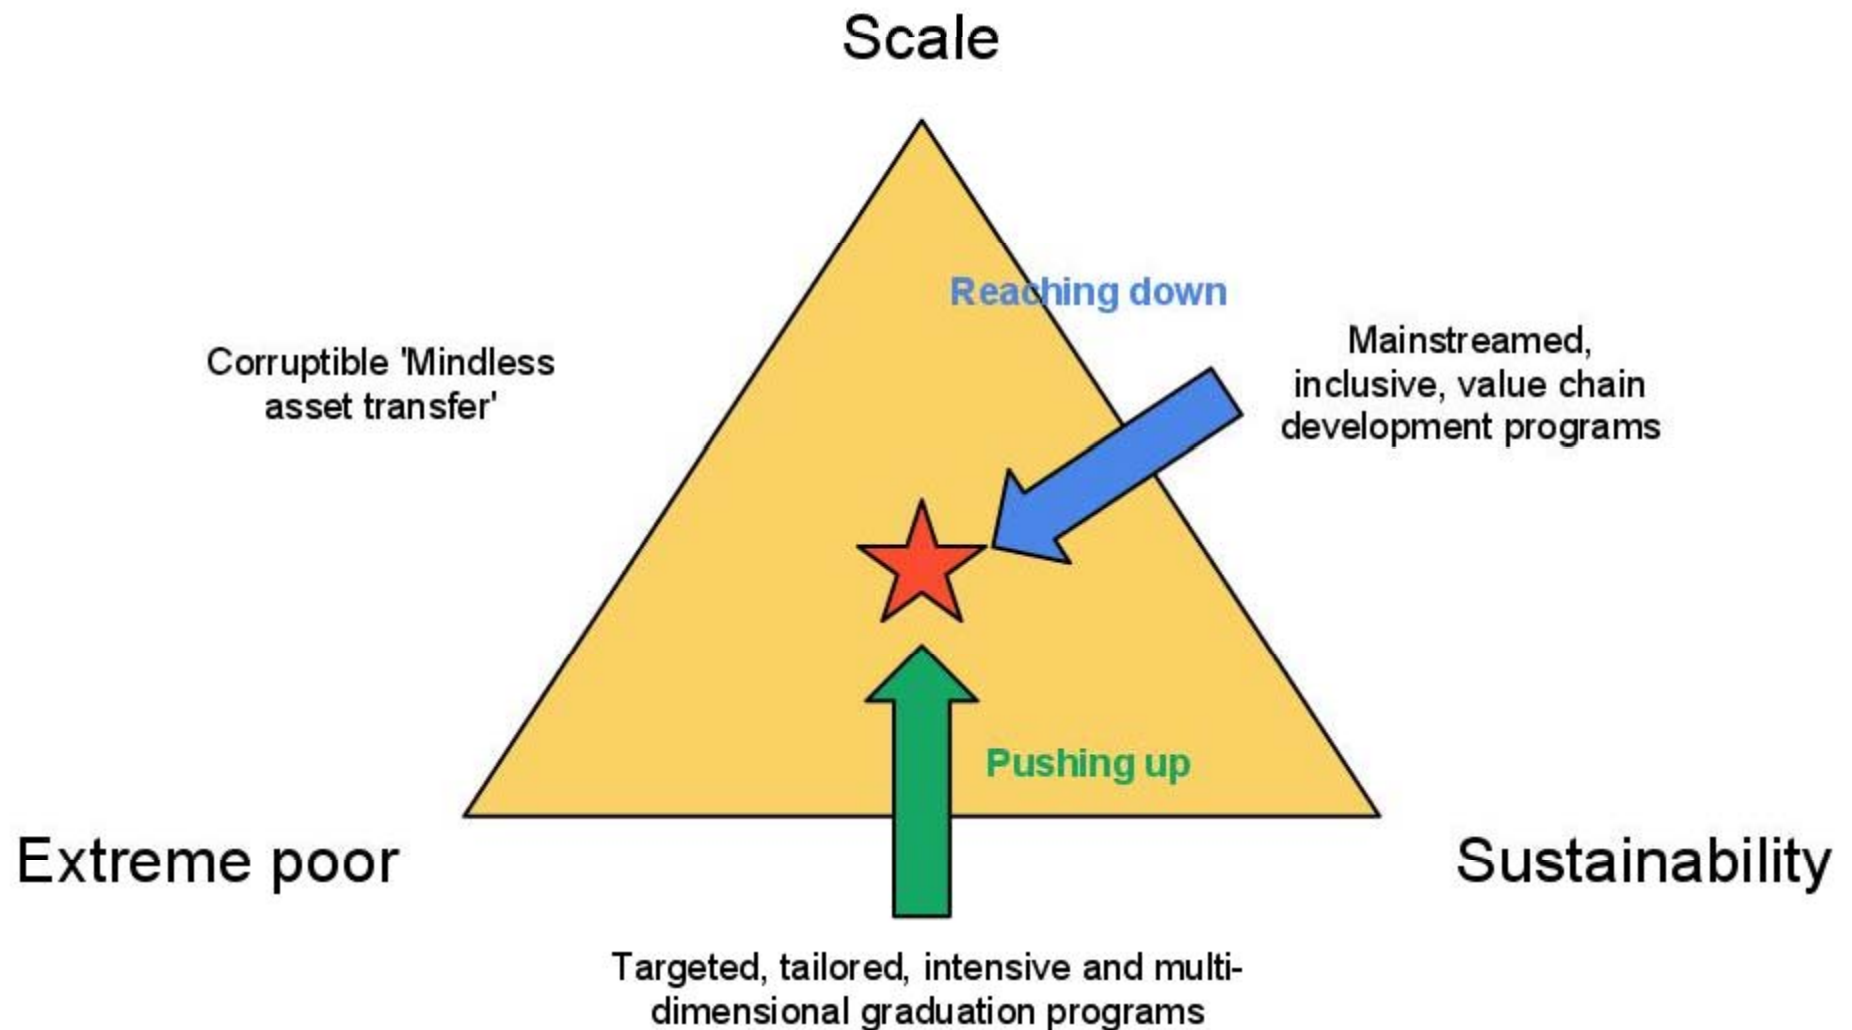 Scale
Reaching down
Corruptible 'Mindless
asset transfer'
Mainstreamed,
inclusive, value chain
development programs
Pushing up
Extreme poor
Sustainability
Targeted, tailored, intensive and multi-
dimensional graduation programs